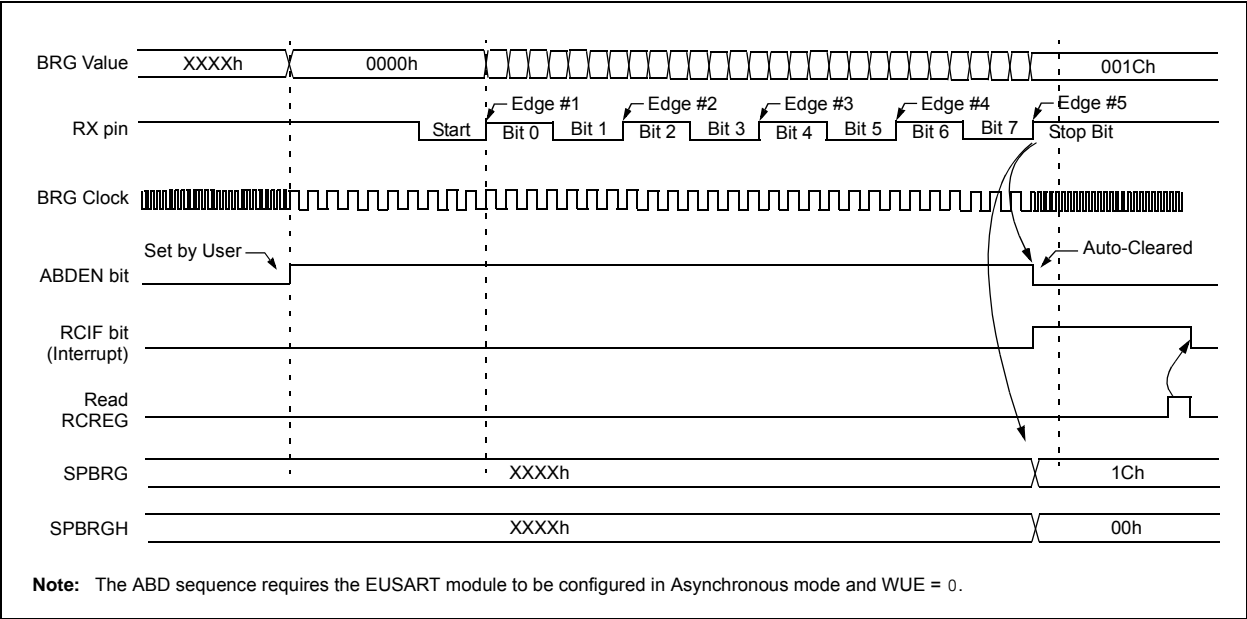 BRG Value XXXXh 0000h 001Ch
Edge #1 Edge #2 Edge #3 Edge #4 Edge #5
RX pin Start Bit 0 Bit 1 Bit 2 Bit 3 Bit 4 Bit 5 Bit 6 Bit 7 Stop Bit
BRG Clock
Set by User Auto-Cleared
ABDEN bit
RCIF bit
(Interrupt)
Read
RCREG
SPBRG XXXXh 1Ch
SPBRGH XXXXh 00h
Note: The ABD sequence requires the EUSART module to be configured in Asynchronous mode and WUE = 0.